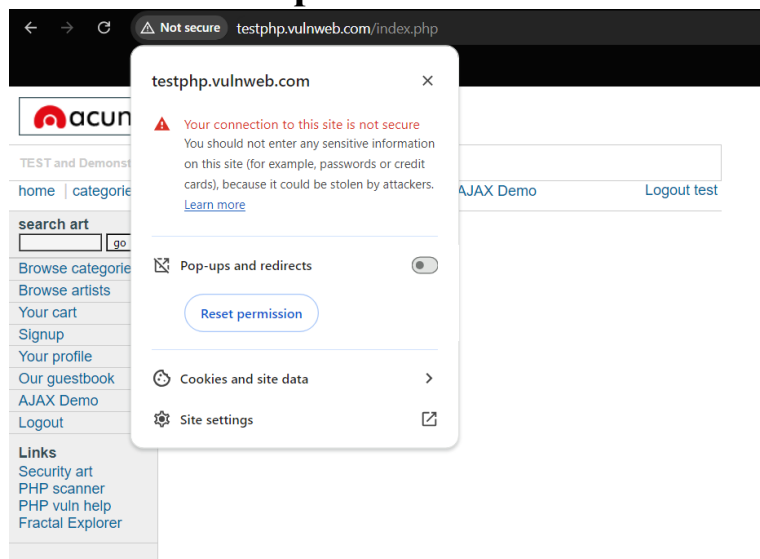 Not secure testphp.vulnweb.com/index.php
testphp.vulnweb.com
acun
Your connection to this site is not secure
You should not enter any sensitive information
on this site (for example, passwords or credit
cards), because it could be stolen by attackers.
Learn more
TEST and Demonst
home | categorie
AJAX Demo
Logout test
search art
go
Browse categorie
Browse artists
Your cart
Signup
Your profile
Our guestbook
AJAX Demo
Logout
Links
Security art
PHP scanner
PHP vuln help
Fractal Explorer
Pop-ups and redirects
Reset permission
Cookies and site data
Site settings